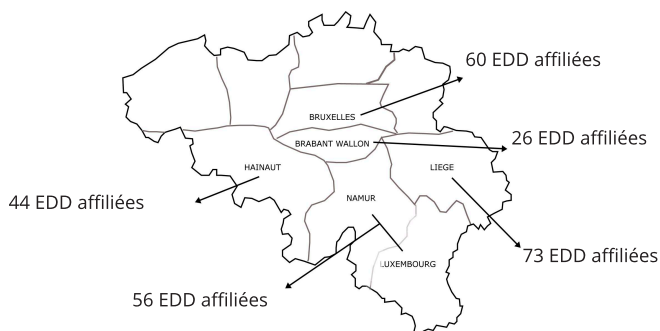 60 EDD affiliées
BRUXELLES
26 EDD affiliées
BRABANT WALLON
HAINAUT
LIEGE
44 EDD affiliées
NAMUR
73 EDD affiliées
LUXEMBOURG
56 EDD affiliées